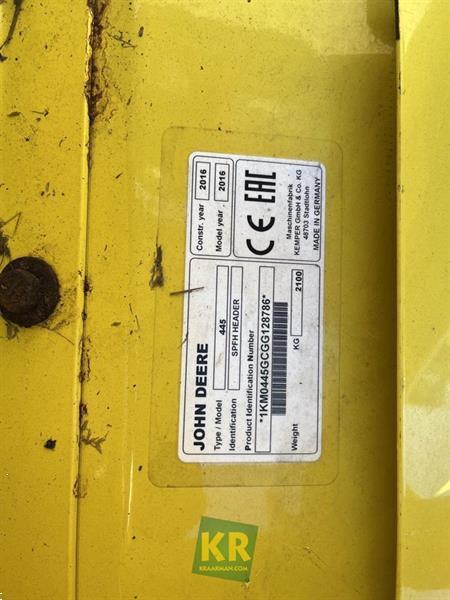 JOHN DEERE
Type / Model 445
Identification SPFH HEADER
Product Identification Number
*1KM0445GCGG128786*
Weight KG 2100
Constr. year 2016
Model year 2016
CE EAC
Maschinenfabrik
KEMPER GmbH & Co. KG
48703 Stadtlohn
MADE IN GERMANY
KR
KRAAKMAN.COM